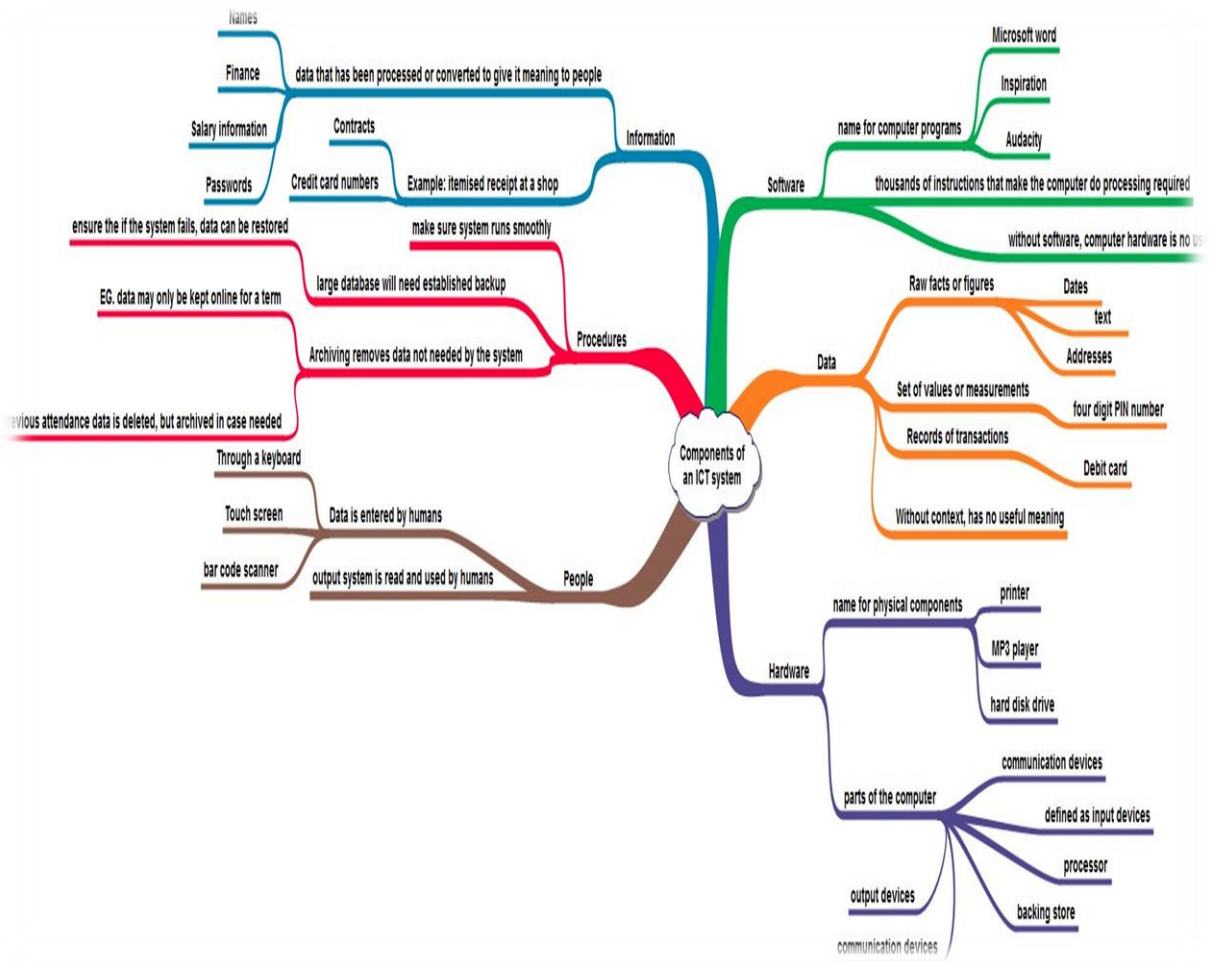 Components of
an ICT system
Information
data that has been processed or converted to give it meaning to people
Names
Finance
Salary information
Passwords
Example: itemised receipt at a shop
Contracts
Credit card numbers
Procedures
make sure system runs smoothly
large database will need established backup
ensure the if the system fails, data can be restored
Archiving removes data not needed by the system
EG. data may only be kept online for a term
attendance data is deleted, but archived in case needed
People
Data is entered by humans
Through a keyboard
Touch screen
bar code scanner
output system is read and used by humans
Software
name for computer programs
Microsoft word
Inspiration
Audacity
thousands of instructions that make the computer do processing required
without software, computer hardware is no
Data
Raw facts or figures
Dates
text
Addresses
Set of values or measurements
four digit PIN number
Records of transactions
Debit card
Without context, has no useful meaning
Hardware
name for physical components
printer
MP3 player
hard disk drive
parts of the computer
communication devices
defined as input devices
processor
backing store
output devices
communication devices